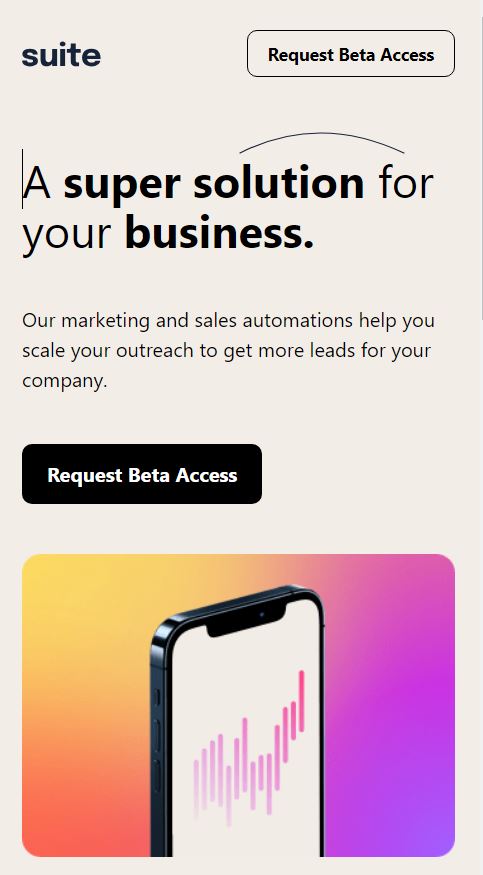 suite
Request Beta Access
A super solution for
your business.
Our marketing and sales automations help you
scale your outreach to get more leads for your
company.
Request Beta Access